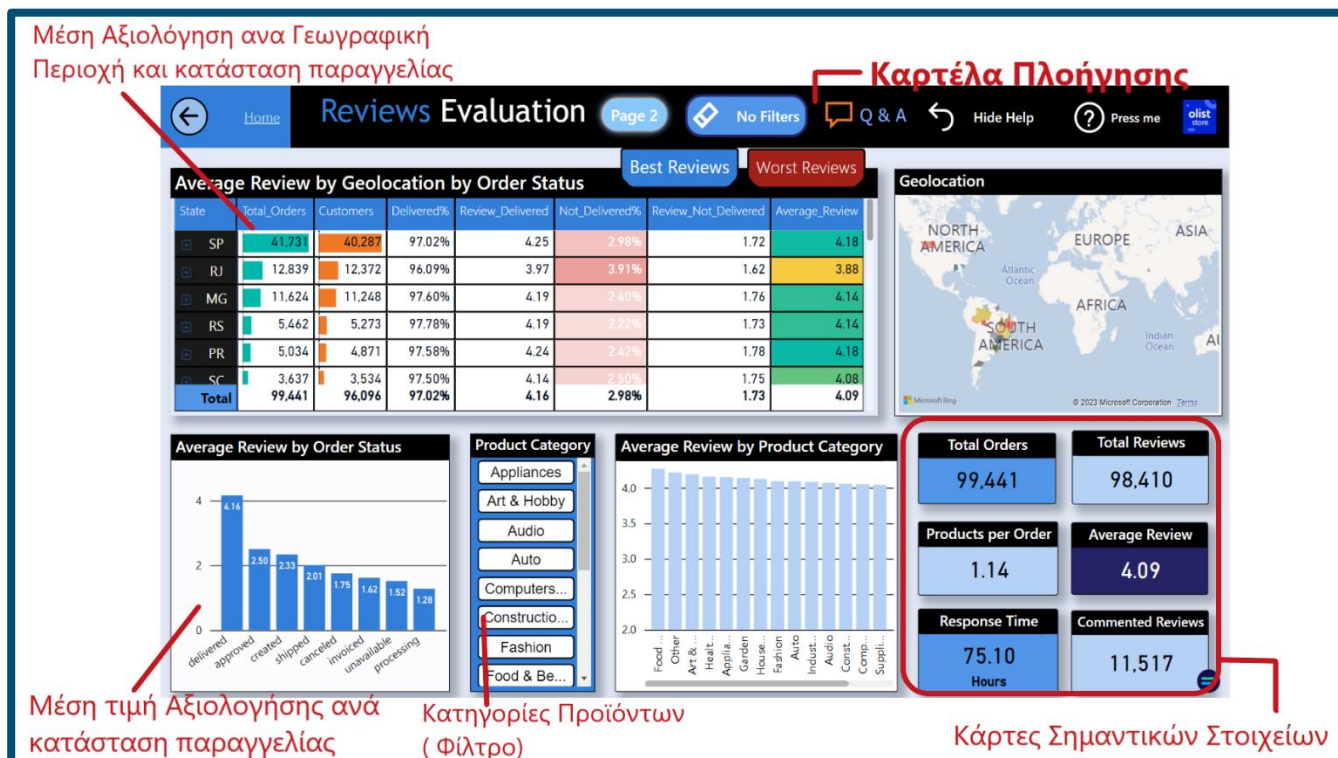 Μέση Αξιολόγηση ανα Γεωγραφική
Περιοχή και κατάσταση παραγγελίας
Καρτέλα Πλοήγησης
Home
Reviews Evaluation
Page 2
No Filters
Q & A
Hide Help
Press me
olist
store
Best Reviews
Worst Reviews
Average Review by Geolocation by Order Status
State Total_Orders Customers Delivered% Review_Delivered Not_Delivered% Review_Not_Delivered Average_Review
SP 41,731 40,287 97.02% 4.25 2.98% 1.72 4.18
RJ 12,839 12,372 96.09% 3.97 3.91% 1.62 3.88
MG 11,624 11,248 97.60% 4.19 2.40% 1.76 4.14
RS 5,462 5,273 97.78% 4.19 2.22% 1.73 4.14
PR 5,034 4,871 97.58% 4.24 2.42% 1.78 4.18
SC 3,637 3,534 97.50% 4.14 2.50% 1.75 4.08
Total 99,441 96,096 97.02% 4.16 2.98% 1.73 4.09
Geolocation
NORTH
AMERICA
EUROPE
ASIA
Atlantic
Ocean
AFRICA
SOUTH
AMERICA
Indian
Ocean
AU
Microsoft Bing
© 2023 Microsoft Corporation Terms
Average Review by Order Status
4
2
0
4.16
2.50
2.33
2.01
1.75
1.62
1.52
1.28
delivered
approved
created
shipped
canceled
invoiced
unavailable
processing
Product Category
Appliances
Art & Hobby
Audio
Auto
Computers...
Constructio...
Fashion
Food & Be...
Average Review by Product Category
4.0
3.5
3.0
2.5
2.0
Food ...
Other
Art & ...
Healt...
Applia...
Garden
House...
Fashion
Auto
Indust...
Audio
Const...
Comp...
Suppli...
Total Orders
99,441
Total Reviews
98,410
Products per Order
1.14
Average Review
4.09
Response Time
75.10
Hours
Commented Reviews
11,517
Μέση τιμή Αξιολογήσης ανά
κατάσταση παραγγελίας
Κατηγορίες Προϊόντων
( Φίλτρο)
Κάρτες Σημαντικών Στοιχείων